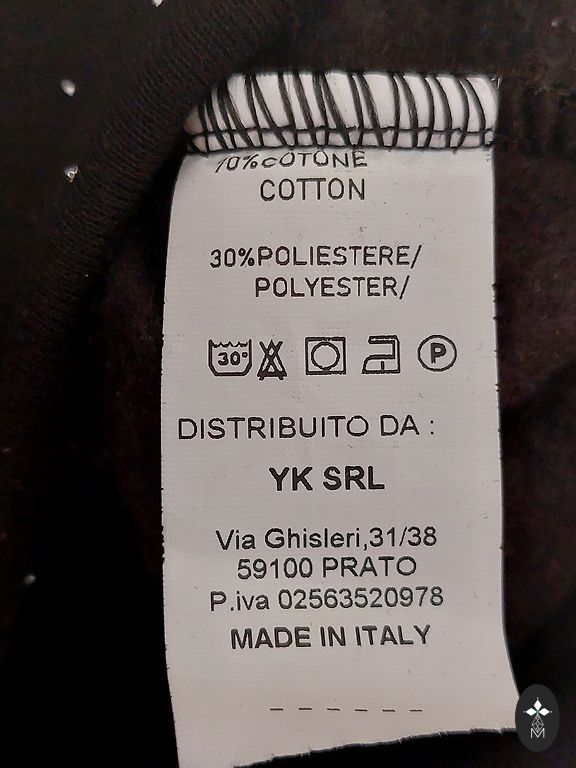 70%COTONE
COTTON
30%POLIESTERE/
POLYESTER/
30°
P
DISTRIBUITO DA :
YK SRL
Via Ghisleri,31/38
59100 PRATO
P.iva 02563520978
MADE IN ITALY
M